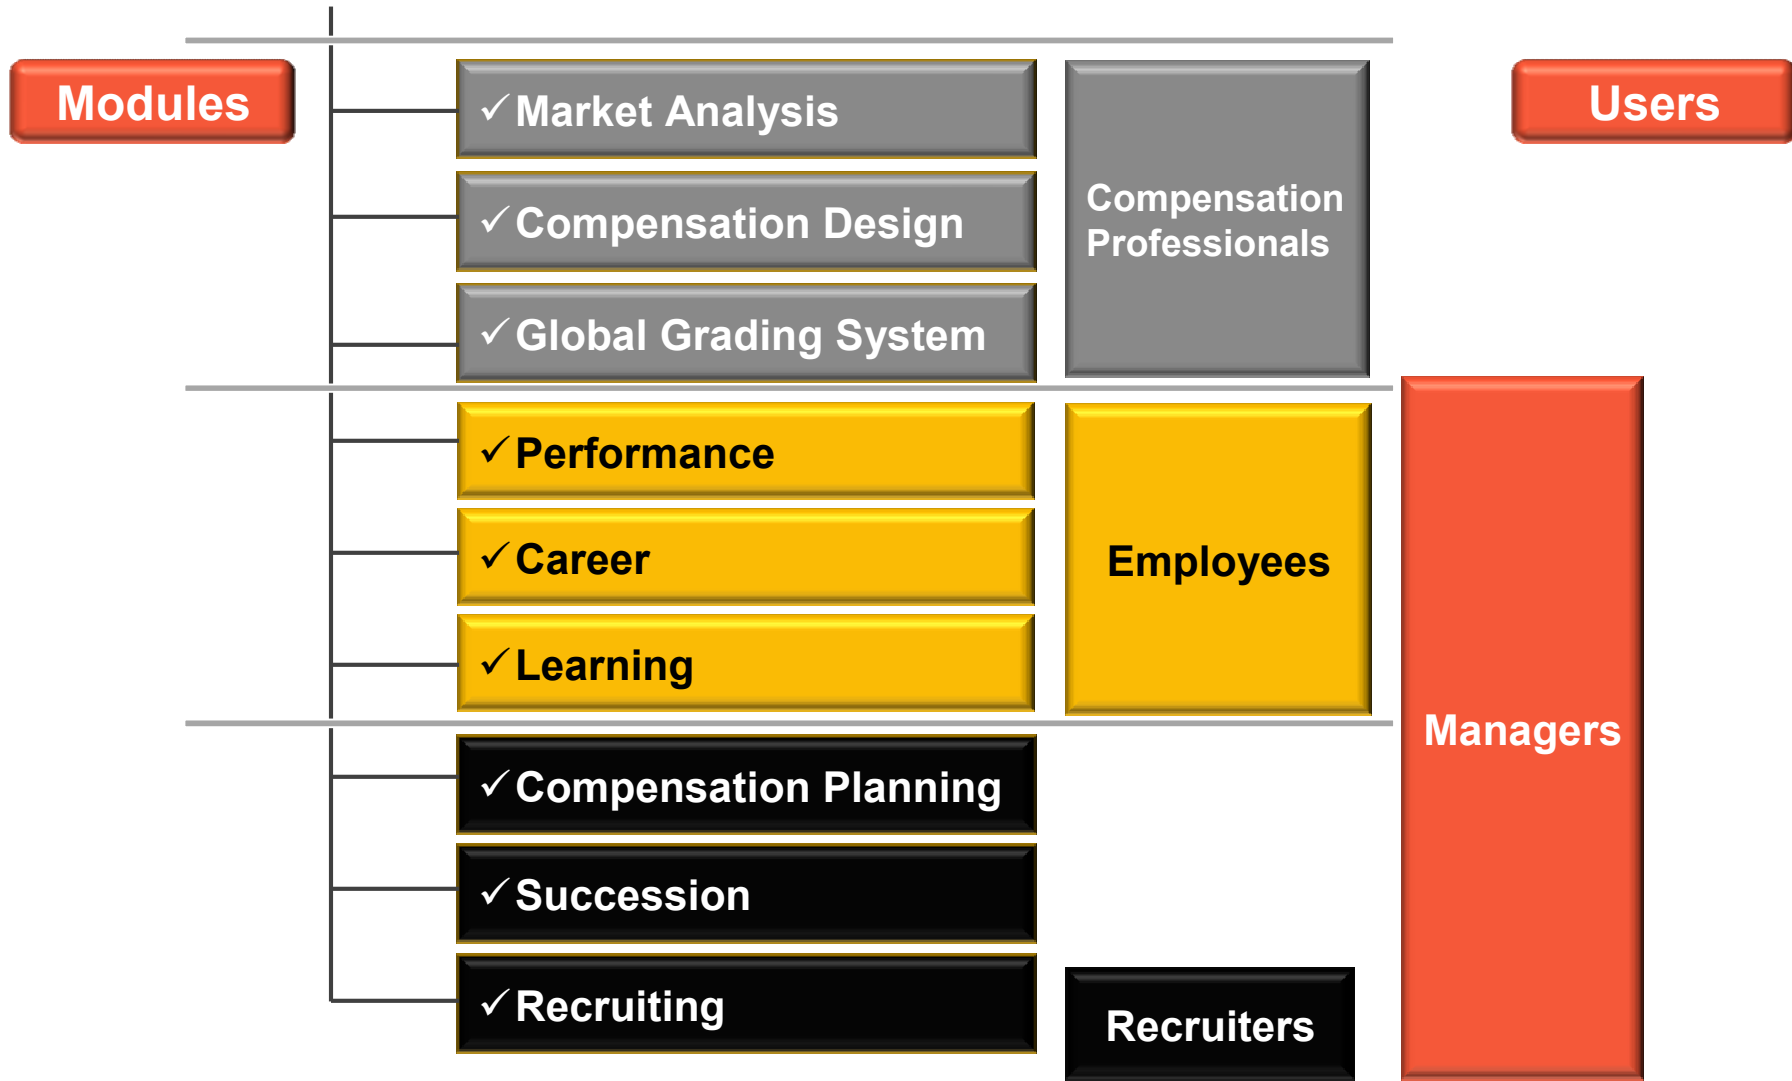 Modules
Users
✓ Market Analysis
✓ Compensation Design
✓ Global Grading System
Compensation
Professionals
✓ Performance
✓ Career
✓ Learning
Employees
Managers
✓ Compensation Planning
✓ Succession
✓ Recruiting
Recruiters